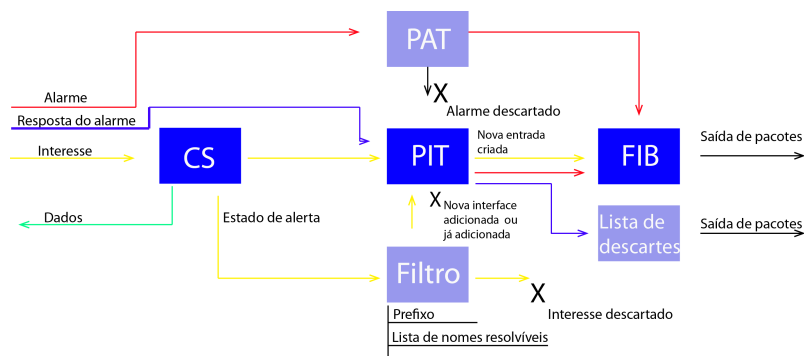 PAT
Alarme
X
Alarme descartado
Resposta do alarme
Interesse
CS
PIT
Nova entrada
criada
FIB
Saída de pacotes
Dados
Estado de alerta
X
Nova interface
adicionada ou
já adicionada
Lista de
descartes
Saída de pacotes
Filtro
X
Interesse descartado
Prefixo
Lista de nomes resolvíveis